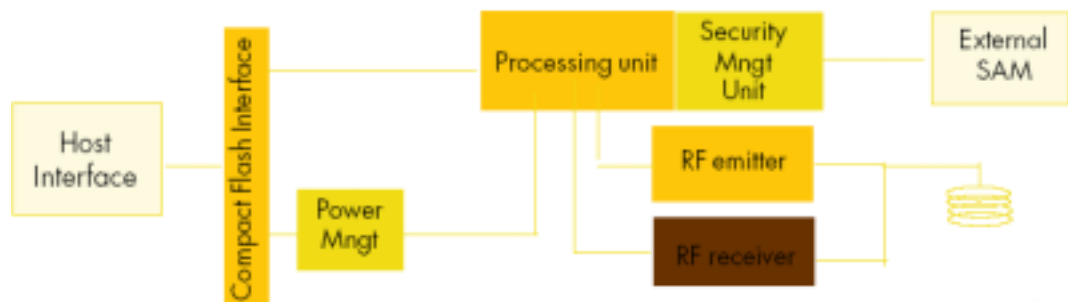 Host
Interface
Compact Flash Interface
Power
Mngt
Processing unit
Security
Mngt
Unit
External
SAM
RF emitter
RF receiver